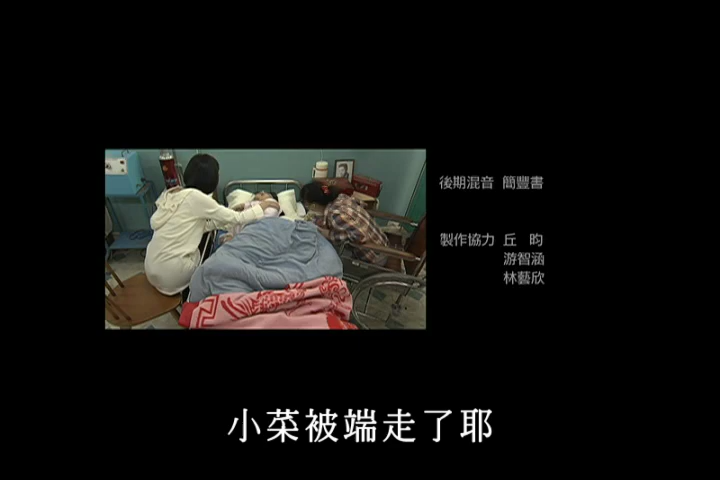 後期混音 簡豐書
製作協力 丘 昀
游智涵
林藝欣
小菜被端走了耶